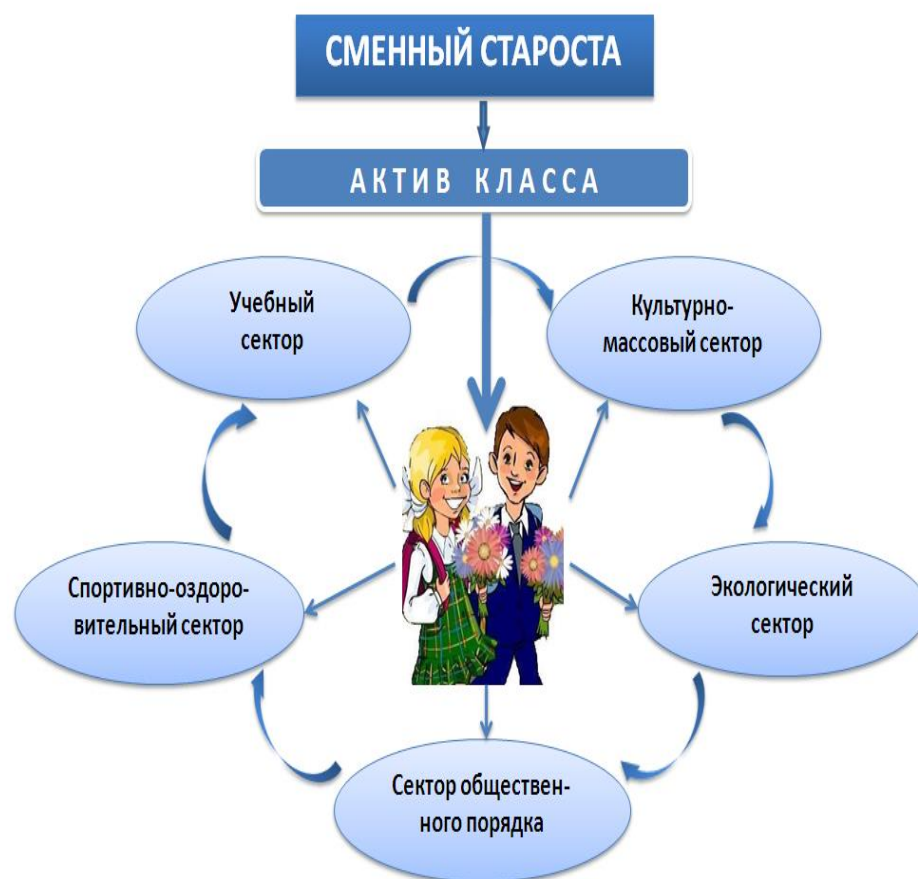 СМЕННЫЙ СТАРОСТА
АКТИВ КЛАССА
Учебный
сектор
Культурно-
массовый сектор
Спортивно-оздоро-
вительный сектор
Экологический
сектор
Сектор обществен-
ного порядка